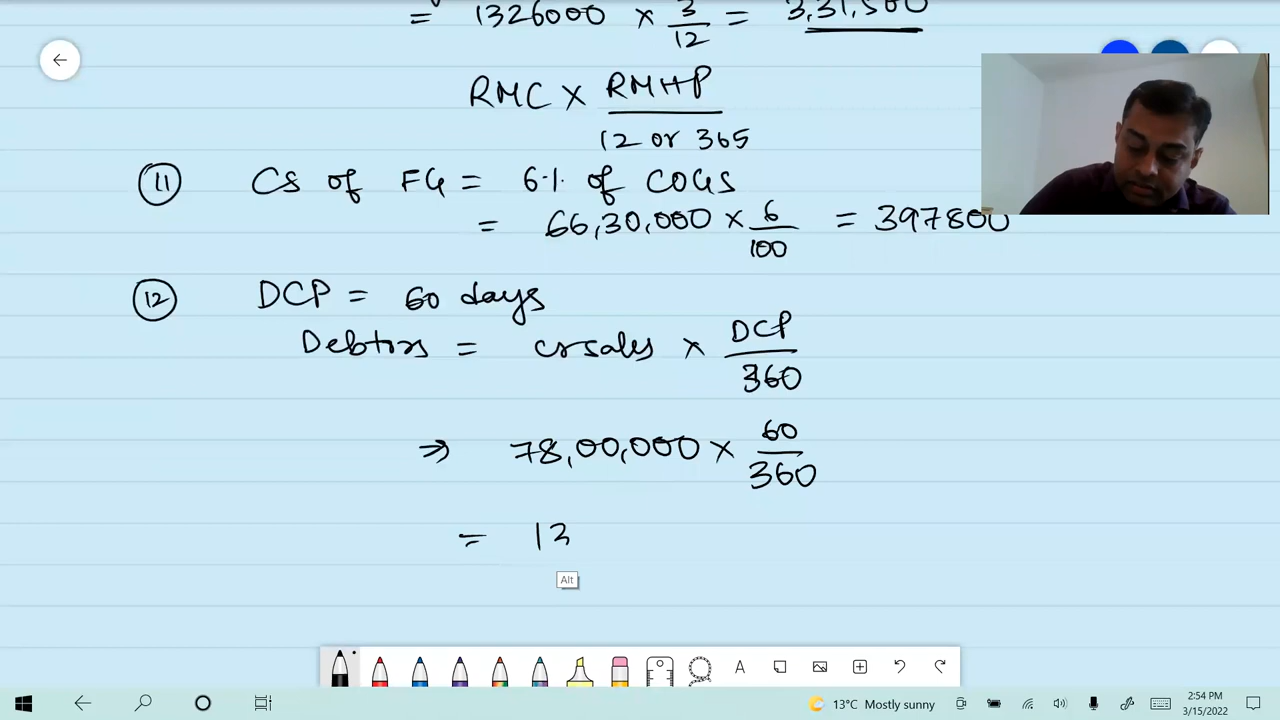 = 1326000 × 3/12 = 3,31,500
RMC × RMHP/12 or 365
11 CS of FG = 6% of COGS
= 66,30,000 × 6/100 = 397800
12 DCP = 60 days
Debtors = crsales × DCP/360
⇒ 78,00,000 × 60/360
= 13
Alt
A
13°C Mostly sunny
2:54 PM
3/15/2022